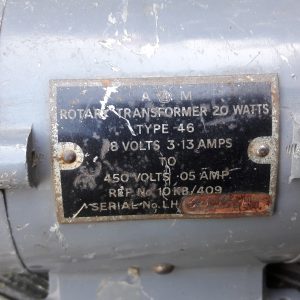 A M
ROTARY TRANSFORMER 20 WATTS
TYPE 46
18 VOLTS 3·13 AMPS
TO
450 VOLTS ·05 AMP
REF No. 10KB/409
SERIAL No. LH